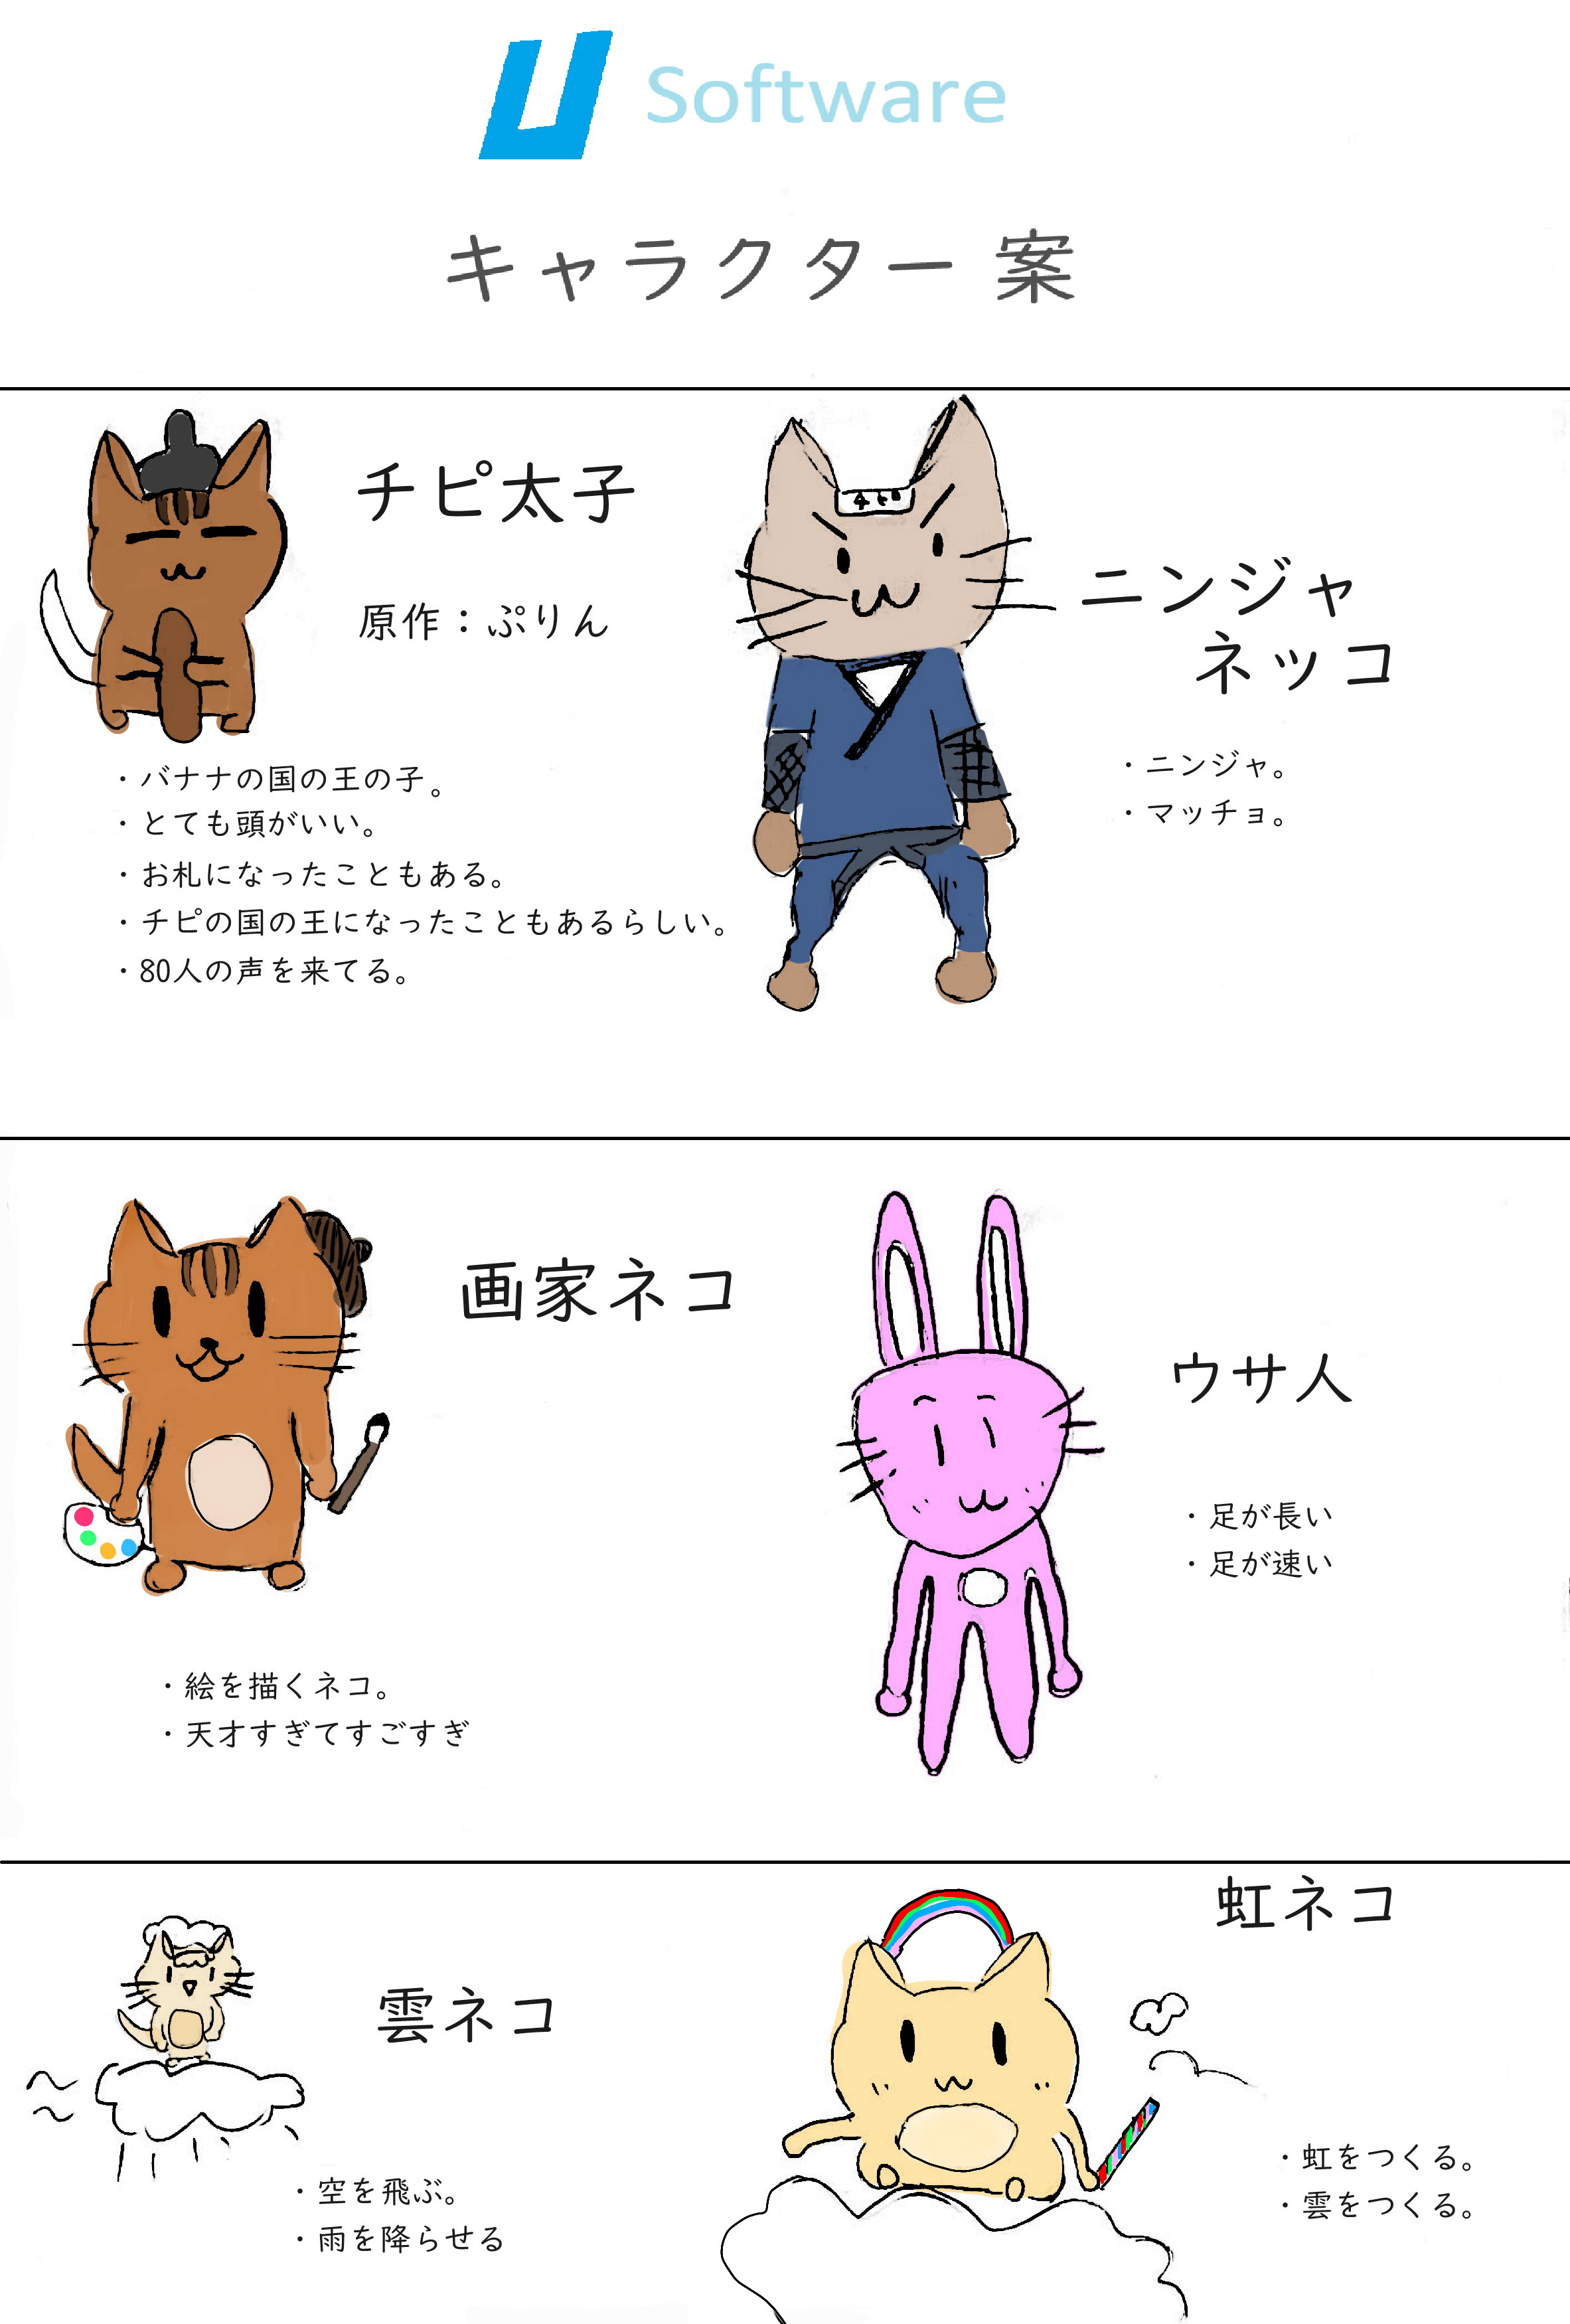 U Software
キャラクター 案
チピ太子
原作：ぷりん
・バナナの国の王の子。
・とても頭がいい。
・お札になったこともある。
・チピの国の王になったこともあるらしい。
・80人の声を来てる。
ニンジャ
ネッコ
・ニンジャ。
・マッチョ。
画家ネコ
・絵を描くネコ。
・天才すぎてすごすぎ
ウサ人
・足が長い
・足が速い
雲ネコ
・空を飛ぶ。
・雨を降らせる
虹ネコ
・虹をつくる。
・雲をつくる。